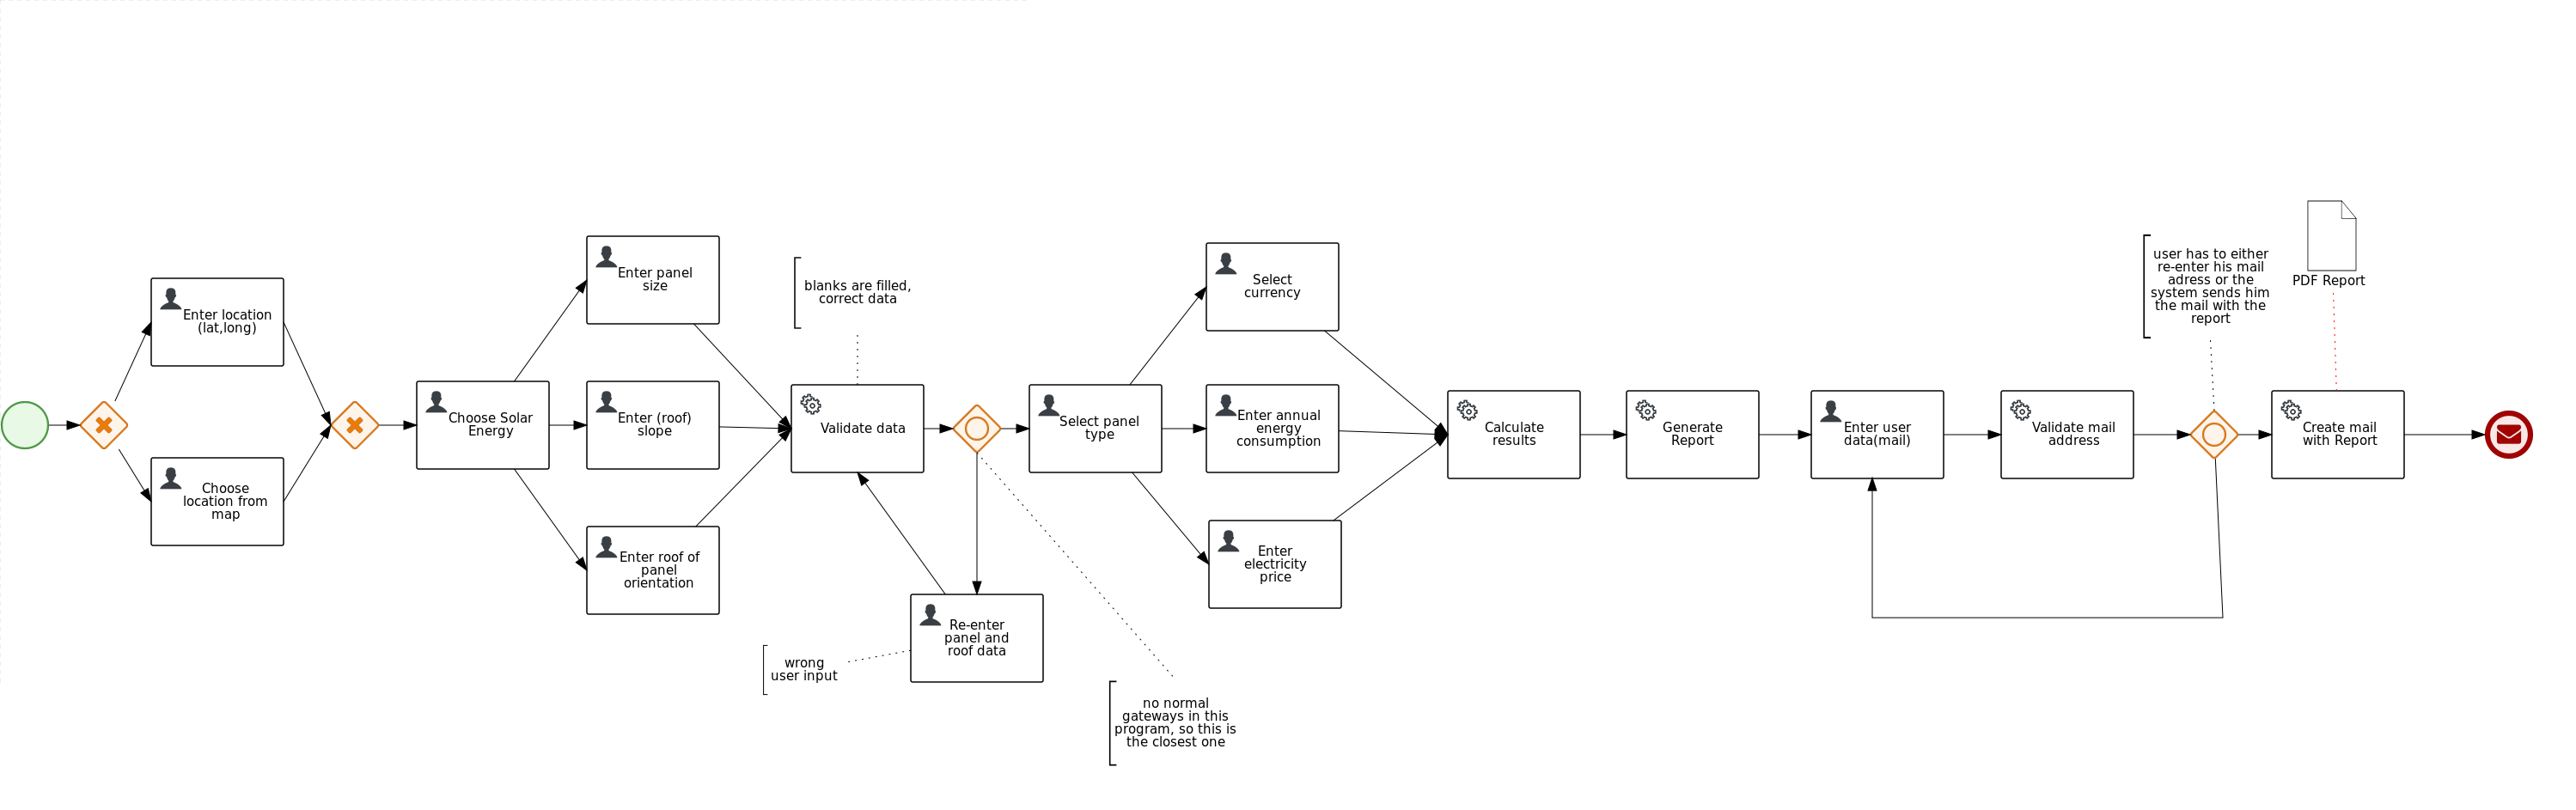 Enter location
(lat,long)
Choose
location from
map
Choose Solar
Energy
Enter panel
size
Enter (roof)
slope
Enter roof of
panel
orientation
blanks are filled,
correct data
Validate data
Re-enter
panel and
roof data
wrong
user input
no normal
gateways in this
program, so this is
the closest one
Select panel
type
Select
currency
Enter annual
energy
consumption
Enter
electricity
price
Calculate
results
Generate
Report
Enter user
data(mail)
Validate mail
address
user has to either
re-enter his mail
adress or the
system sends him
the mail with the
report
PDF Report
Create mail
with Report